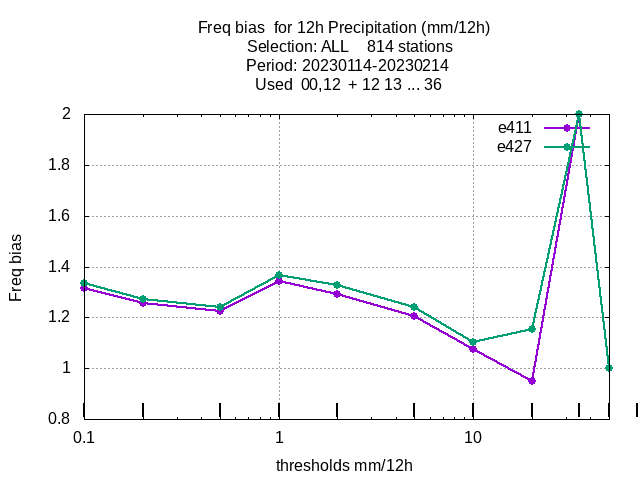 Freq bias  for 12h Precipitation (mm/12h)
Selection: ALL    814 stations
Period: 20230114-20230214
Used  00,12  + 12 13 ... 36
e411
e427
2
1.8
1.6
1.4
1.2
1
0.8
Freq bias
0.1
1
10
thresholds mm/12h